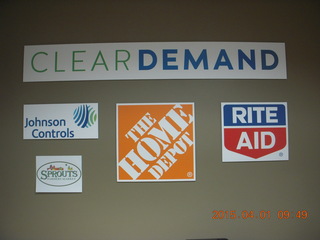 CLEARDEMAND
Johnson
Controls
THE
HOME
DEPOT
®
RITE
AID
®
SPROUTS